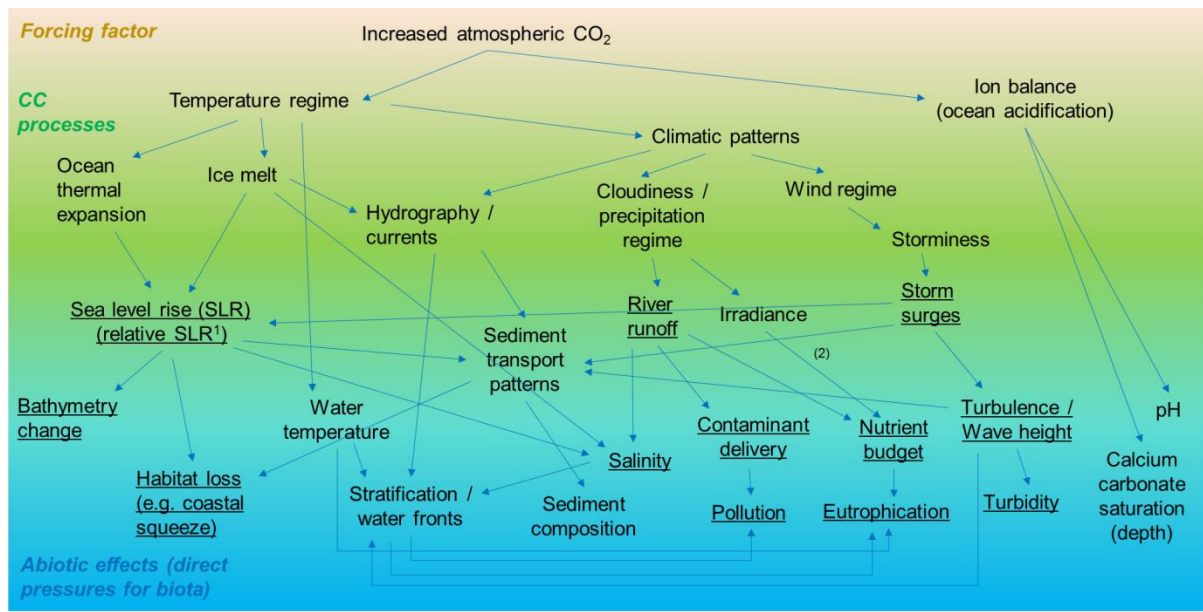 Forcing factor
Increased atmospheric CO₂
CC
processes
Temperature regime
Ion balance
(ocean acidification)
Climatic patterns
Ocean
thermal
expansion
Ice melt
Hydrography /
currents
Cloudiness /
precipitation
regime
Wind regime
Storminess
Sea level rise (SLR)
(relative SLR¹)
River
runoff
Irradiance
Storm
surges
Sediment
transport
patterns
(2)
Bathymetry
change
Water
temperature
Contaminant
delivery
Nutrient
budget
Turbulence /
Wave height
pH
Habitat loss
(e.g. coastal
squeeze)
Salinity
Stratification /
water fronts
Sediment
composition
Pollution
Eutrophication
Turbidity
Calcium
carbonate
saturation
(depth)
Abiotic effects (direct
pressures for biota)